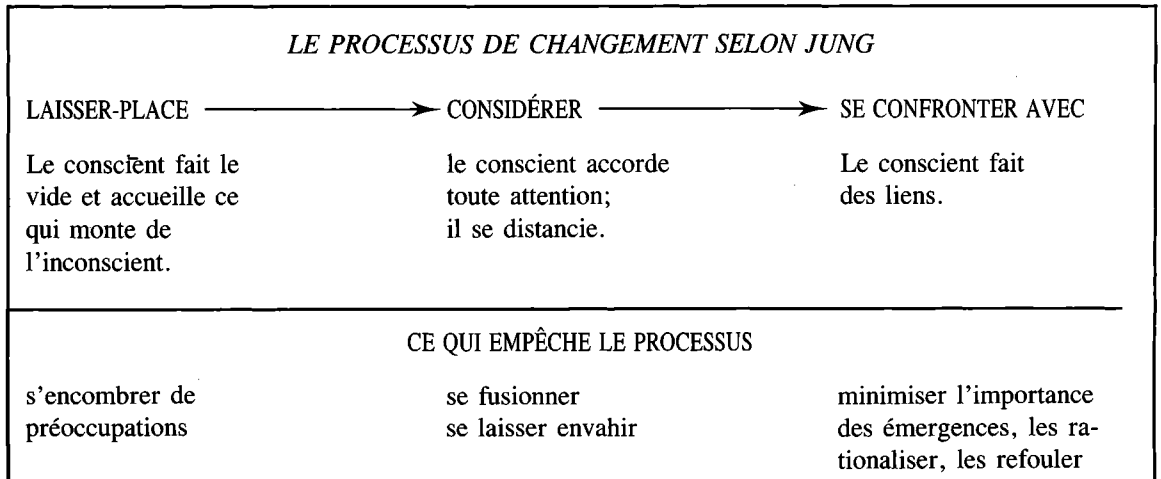 LE PROCESSUS DE CHANGEMENT SELON JUNG
LAISSER-PLACE
CONSIDÉRER
SE CONFRONTER AVEC
Le conscient fait le
vide et accueille ce
qui monte de
l'inconscient.
le conscient accorde
toute attention;
il se distancie.
Le conscient fait
des liens.
CE QUI EMPÊCHE LE PROCESSUS
s'encombrer de
préoccupations
se fusionner
se laisser envahir
minimiser l'importance
des émergences, les ra-
tionaliser, les refouler